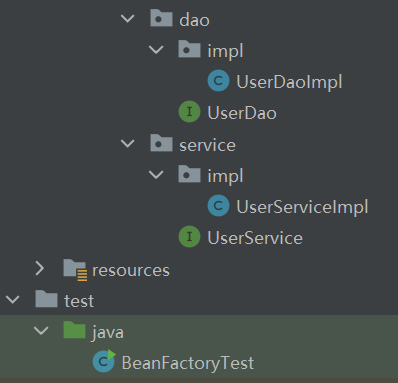 dao
impl
UserDaoImpl
UserDao
service
impl
UserServiceImpl
UserService
resources
test
java
BeanFactoryTest